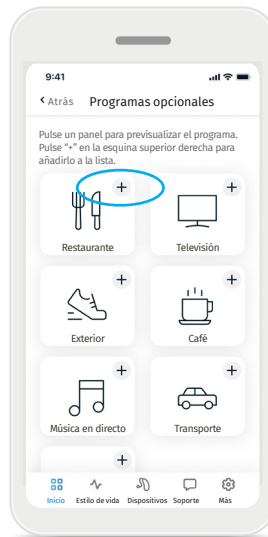 9:41
Atrás Programas opcionales
Pulse un panel para previsualizar el programa.
Pulse "+" en la esquina superior derecha para
añadirlo a la lista.
+ +
Restaurante Televisión
+ +
Exterior Café
+ +
Música en directo Transporte
+
Inicio Estilo de vida Dispositivos Soporte Más